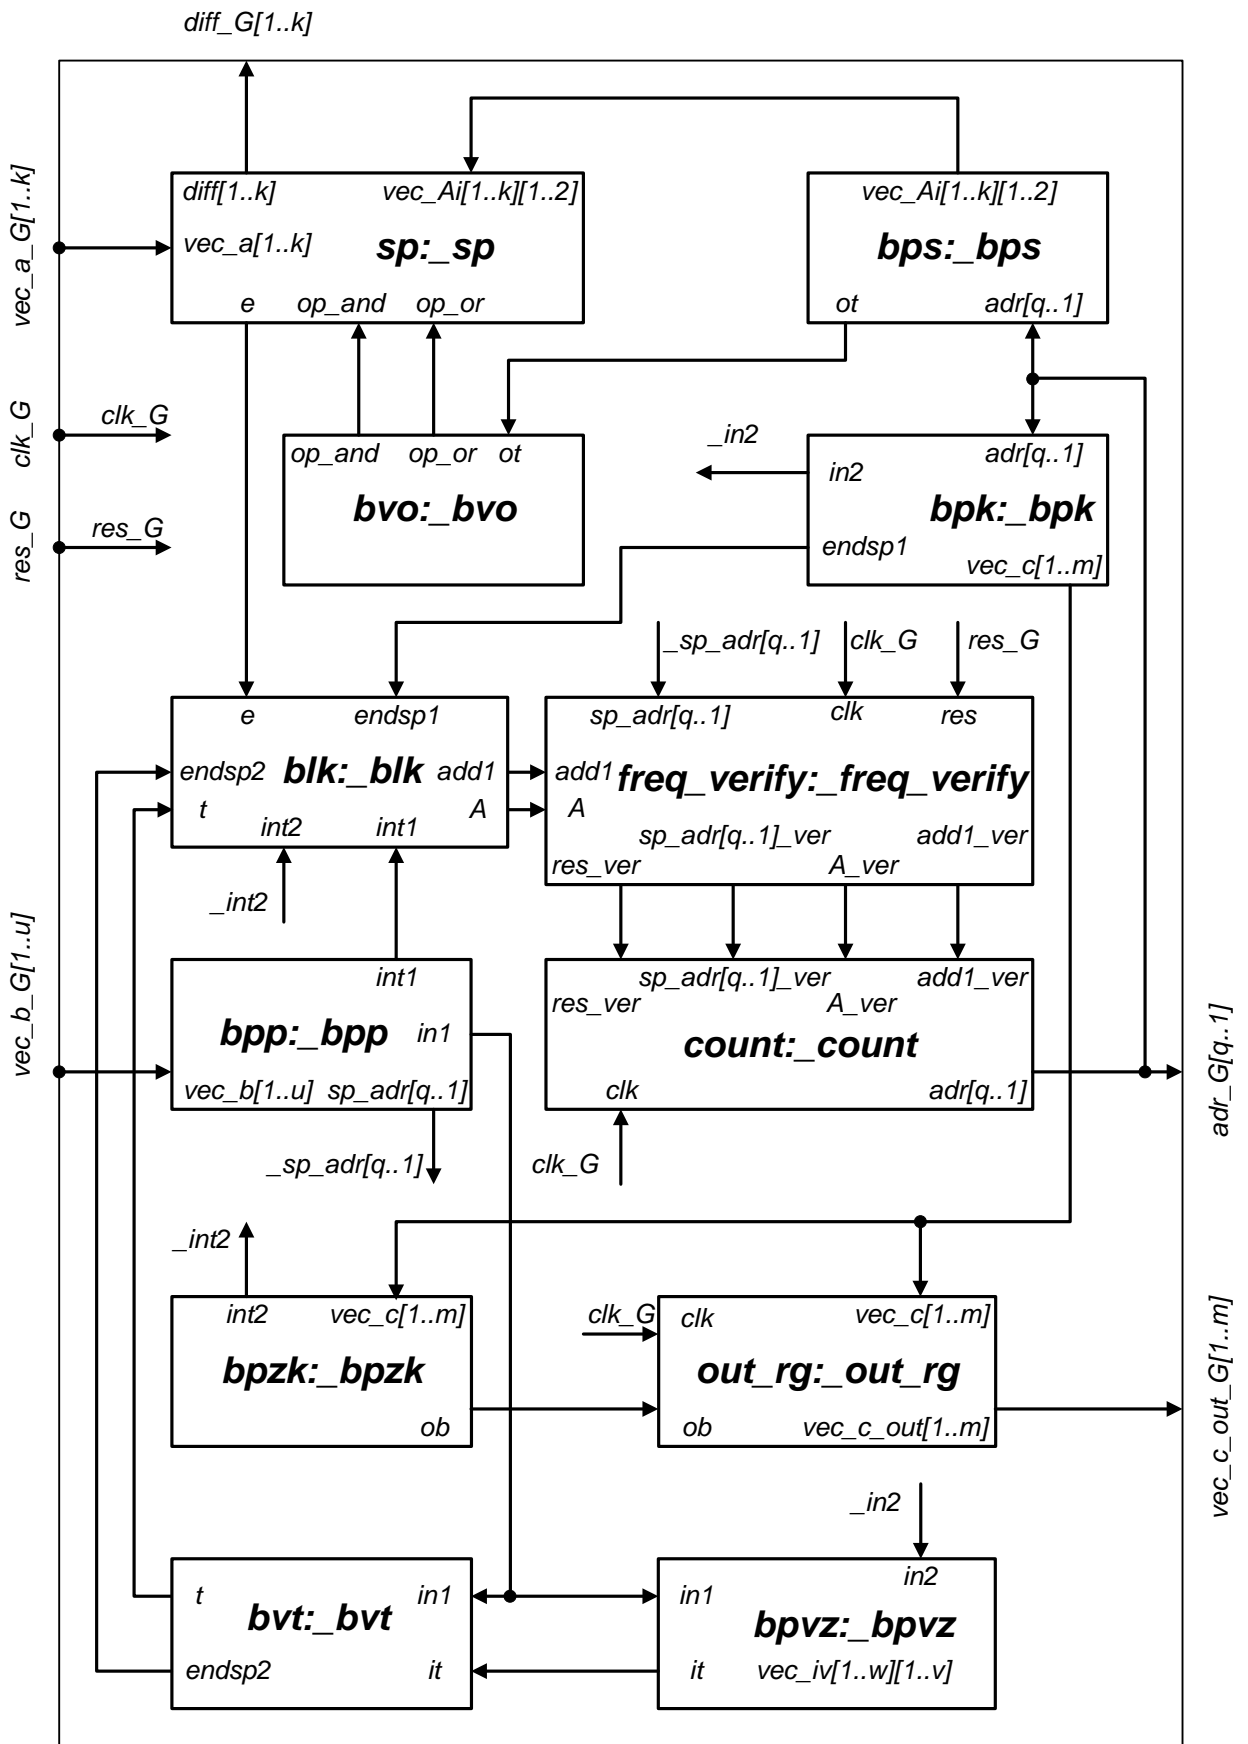 diff_G[1..k]
vec_a_G[1..k]
diff[1..k]
vec_Ai[1..k][1..2]
vec_a[1..k]
sp:_sp
e
op_and
op_or
vec_Ai[1..k][1..2]
bps:_bps
ot
adr[q..1]
clk_G
clk_G
res_G
res_G
op_and
op_or
ot
bvo:_bvo
_in2
adr[q..1]
in2
bpk:_bpk
endsp1
vec_c[1..m]
_sp_adr[q..1]
clk_G
res_G
e
endsp1
endsp2
blk:_blk
add1
t
int2
int1
A
_int2
sp_adr[q..1]
clk
res
add1
freq_verify:_freq_verify
A
sp_adr[q..1]_ver
add1_ver
res_ver
A_ver
vec_b_G[1..u]
int1
bpp:_bpp
in1
vec_b[1..u]
sp_adr[q..1]
_sp_adr[q..1]
sp_adr[q..1]_ver
add1_ver
res_ver
A_ver
count:_count
clk
adr[q..1]
clk_G
adr_G[q..1]
_int2
int2
vec_c[1..m]
bpzk:_bpzk
ob
clk_G
clk
vec_c[1..m]
out_rg:_out_rg
ob
vec_c_out[1..m]
vec_c_out_G[1..m]
_in2
t
in1
bvt:_bvt
endsp2
it
in2
in1
bpvz:_bpvz
it
vec_iv[1..w][1..v]